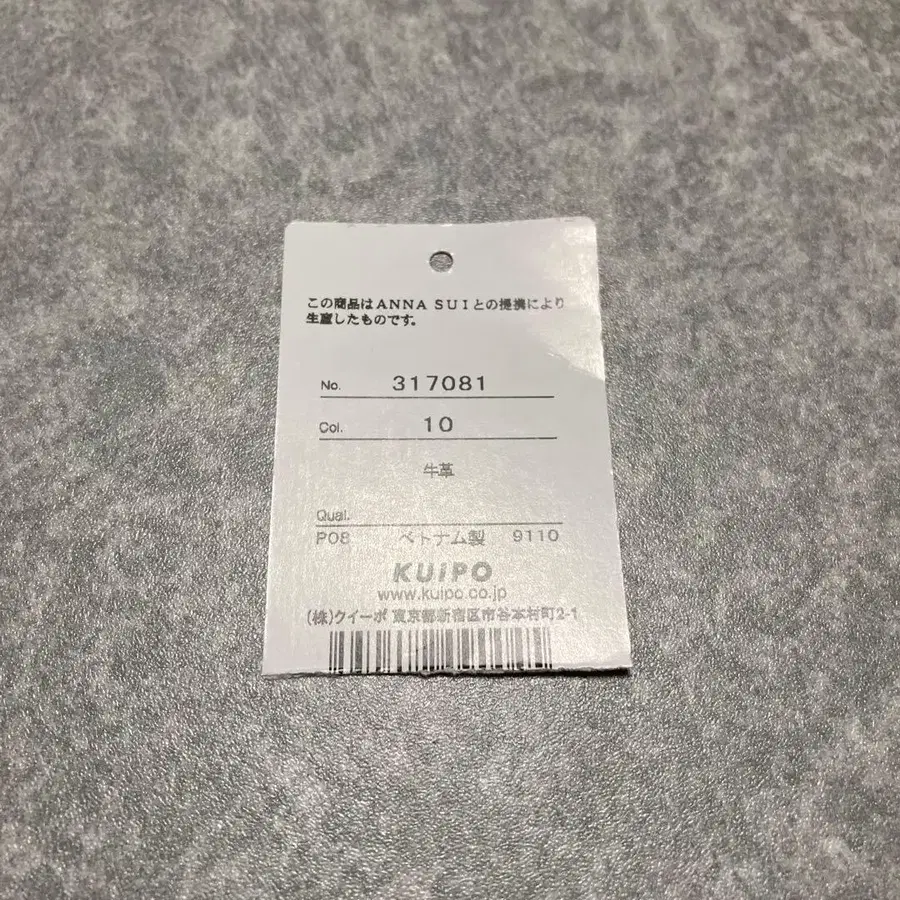 この商品はANNA SUIとの提携により
生産したものです。
No. 317081
Col. 10
牛革
Qual.
P08 ベトナム製 9110
KUIPO
www.kuipo.co.jp
(株)クイーポ 東京都新宿区市谷本村町2-1